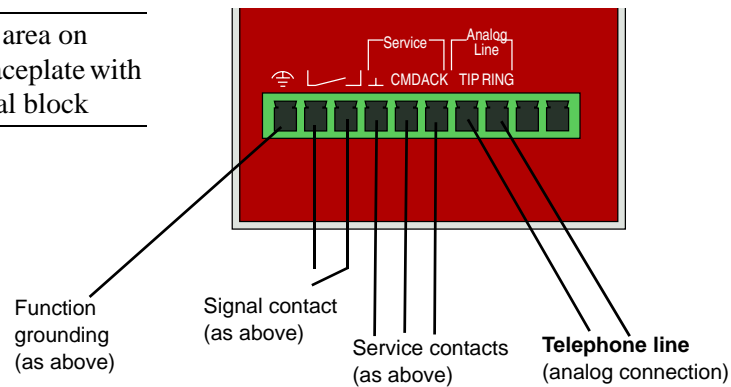 area on
aceplate with
al block
Service
Analog
Line
CMDACK TIP RING
Function
grounding
(as above)
Signal contact
(as above)
Service contacts
(as above)
Telephone line
(analog connection)